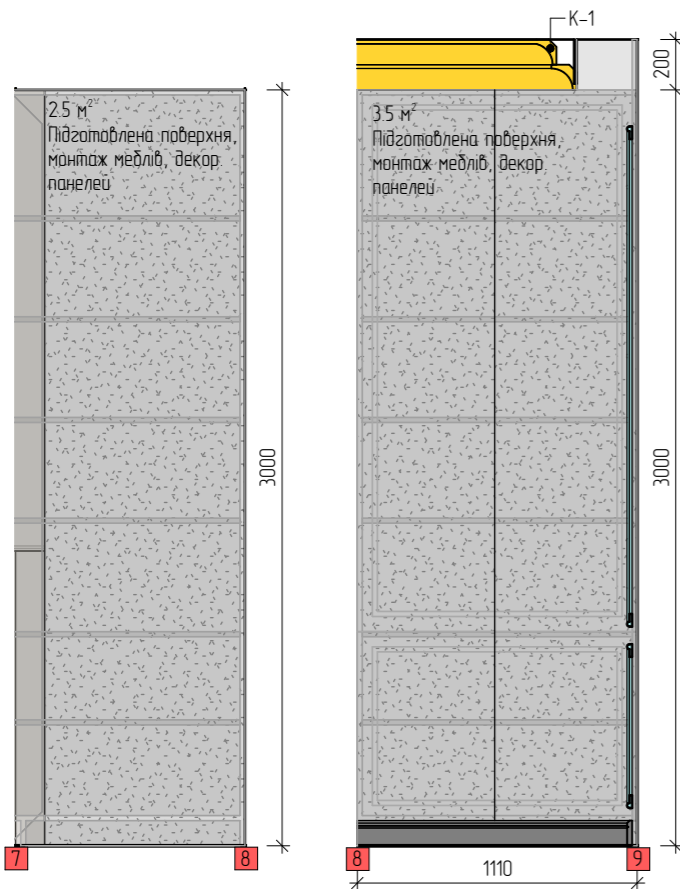 К-1
200
2.5 м²
Підготовлена поверхня,
монтаж меблів, декор
панелей
3.5 м²
Підготовлена поверхня,
монтаж меблів, декор
панелей
3000
3000
7
8
8
9
1110